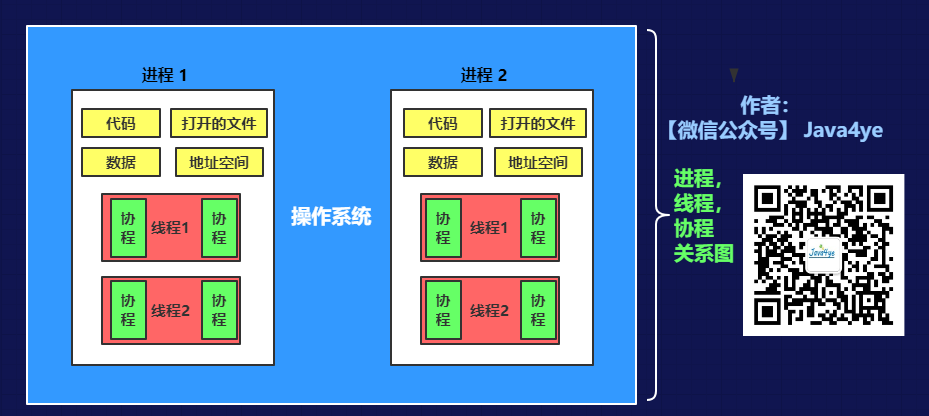 进程 1
代码
打开的文件
数据
地址空间
协程
线程1
协程
协程
线程2
协程
操作系统
进程 2
代码
打开的文件
数据
地址空间
协程
线程1
协程
协程
线程2
协程
作者：
【微信公众号】 Java4ye
进程，
线程，
协程
关系图
Java4ye